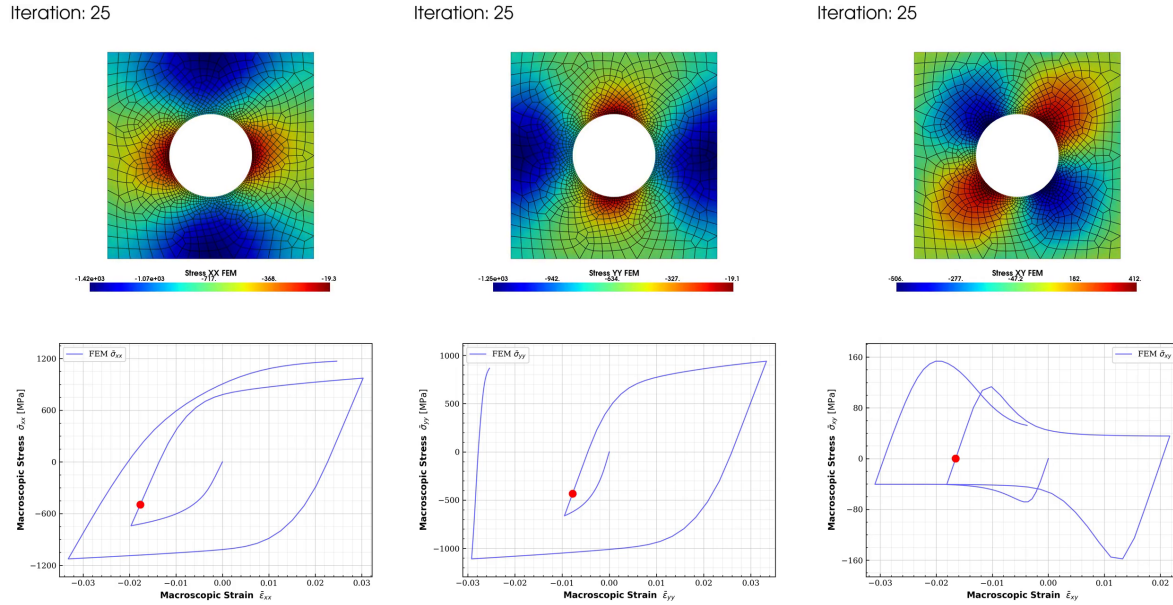 Iteration: 25
Iteration: 25
Iteration: 25
Stress XX FEM
-1.42e+03 -1.07e+03 -717. -368. -19.3
Stress YY FEM
-1.25e+03 -942. -634. -327. -19.1
Stress XY FEM
-506. -277. -47.2 182. 412.
FEM σ̄xx
1200
600
0
−600
−1200
Macroscopic Stress σ̄xx [MPa]
−0.03 −0.02 −0.01 0.00 0.01 0.02 0.03
Macroscopic Strain ε̄xx
FEM σ̄yy
1000
500
0
−500
−1000
Macroscopic Stress σ̄yy [MPa]
−0.03 −0.02 −0.01 0.00 0.01 0.02 0.03
Macroscopic Strain ε̄yy
FEM σ̄xy
160
80
0
−80
−160
Macroscopic Stress σ̄xy [MPa]
−0.03 −0.02 −0.01 0.00 0.01 0.02
Macroscopic Strain ε̄xy